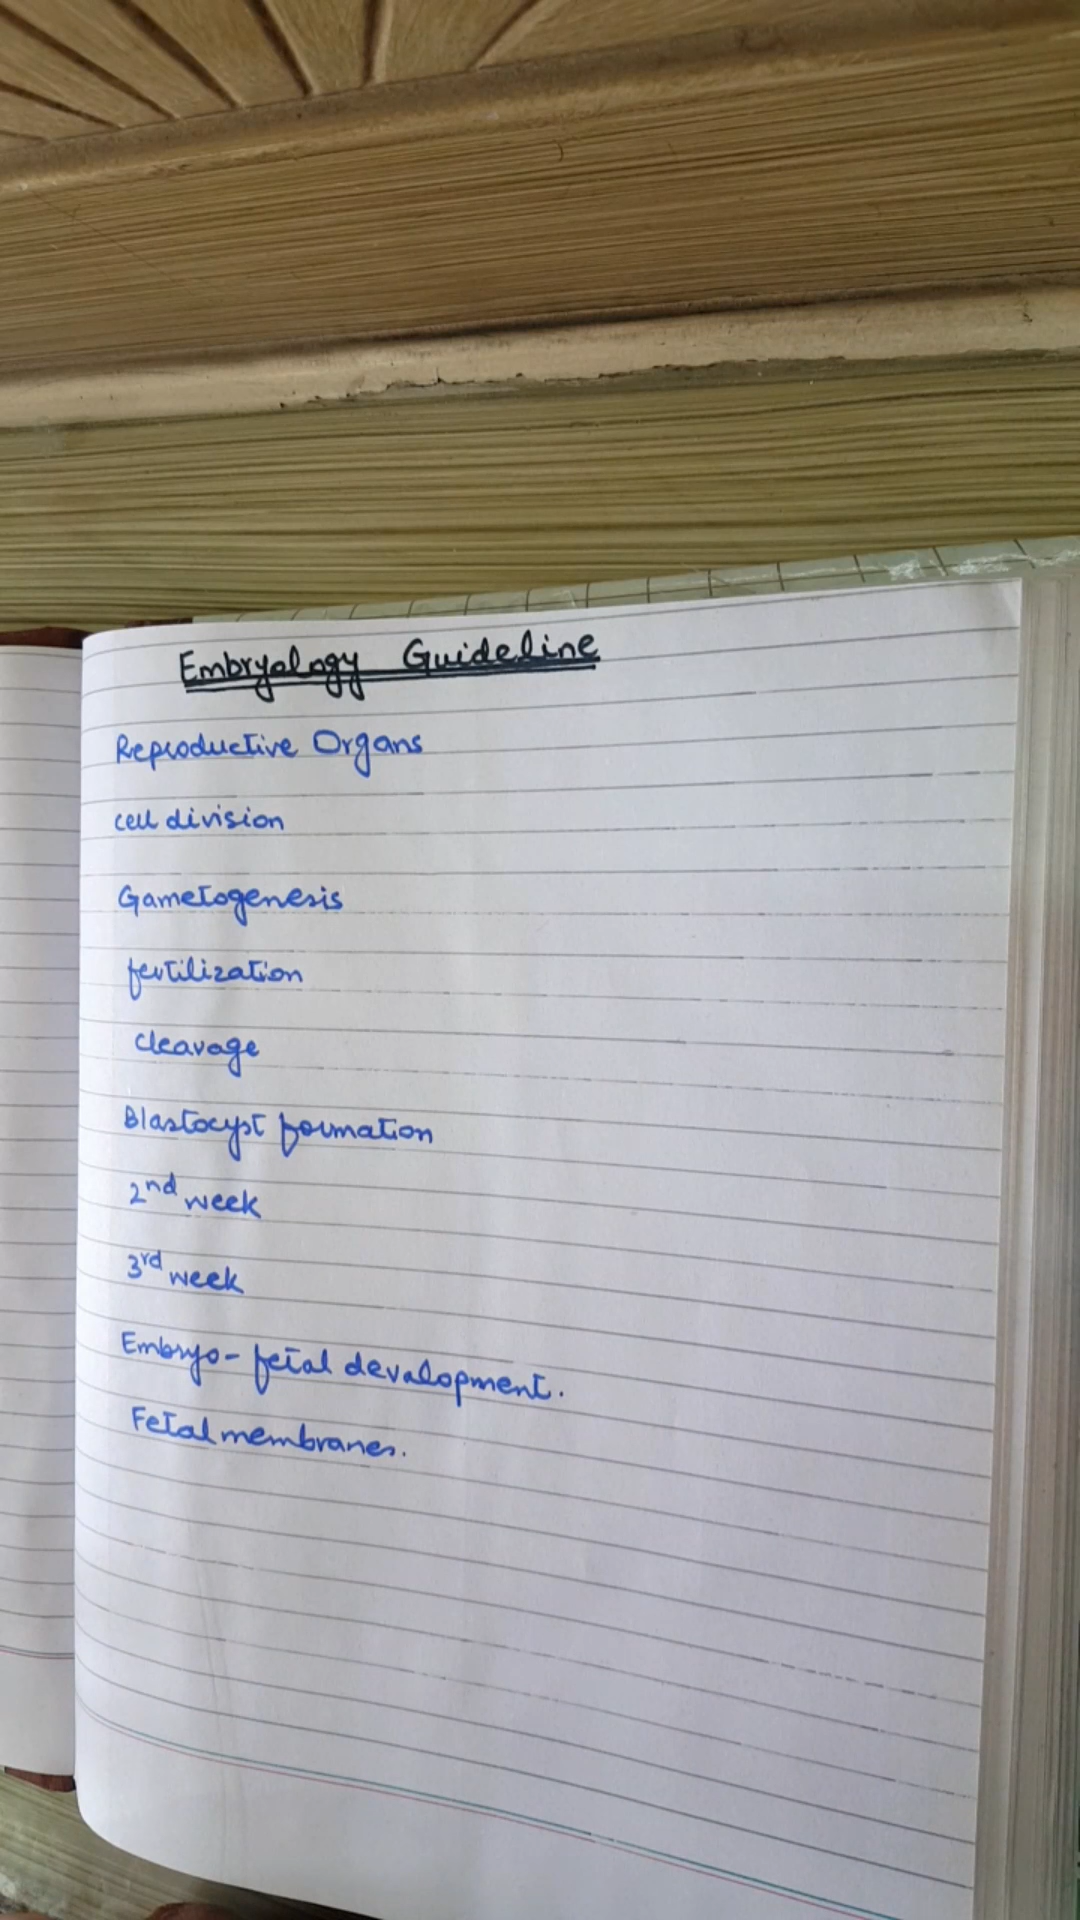 Embryology Guideline
Reproductive Organs
cell division
Gametogenesis
fertilization
cleavage
Blastocyst formation
2nd week
3rd week
Embryo-fetal devalopment.
Fetal membranes.